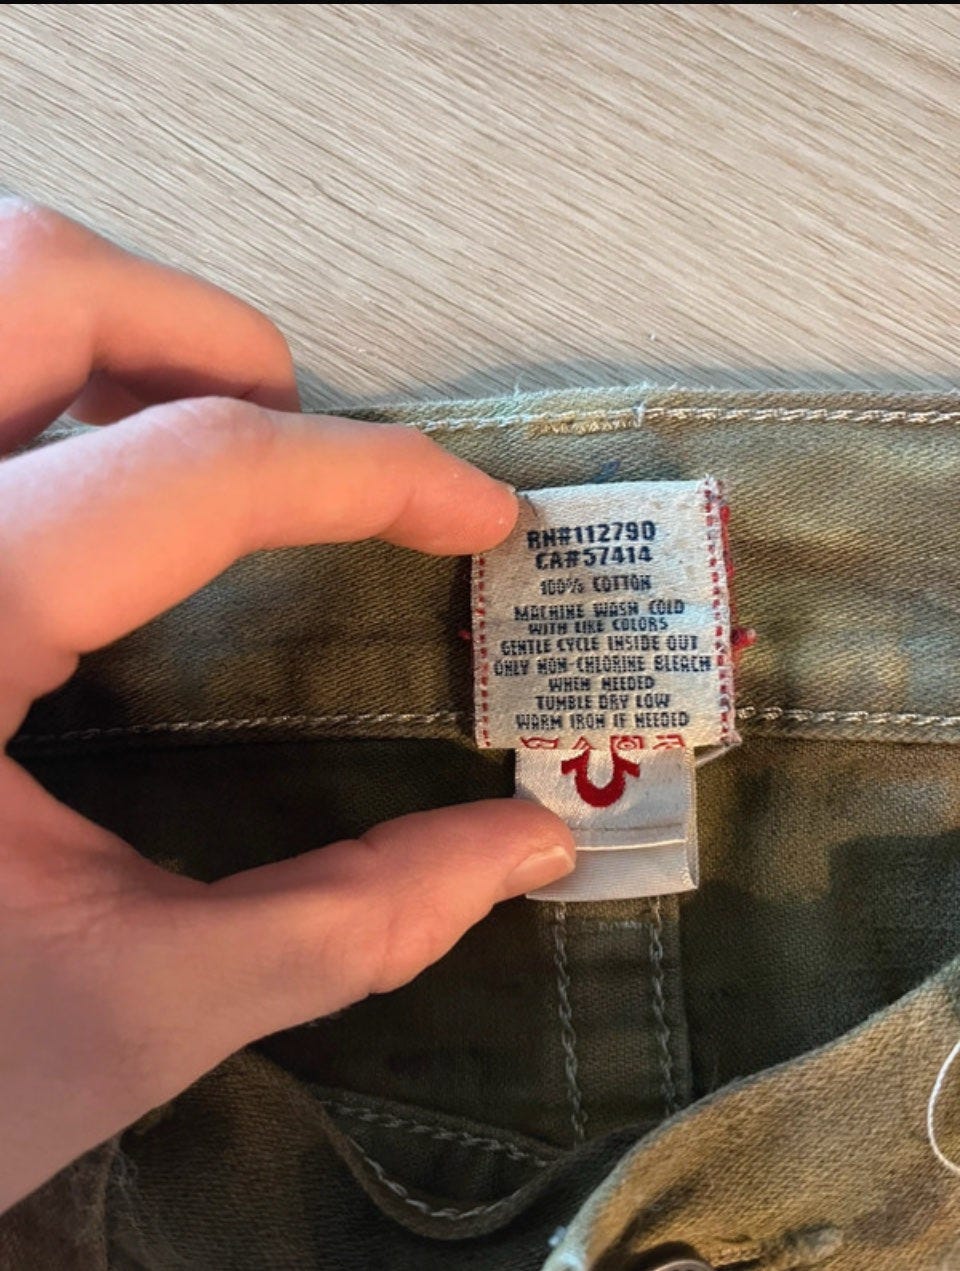 RN#112790
CA#57414
100% COTTON
MACHINE WASH COLD
WITH LIKE COLORS
GENTLE CYCLE INSIDE OUT
ONLY NON-CHLORINE BLEACH
WHEN NEEDED
TUMBLE DRY LOW
WARM IRON IF NEEDED